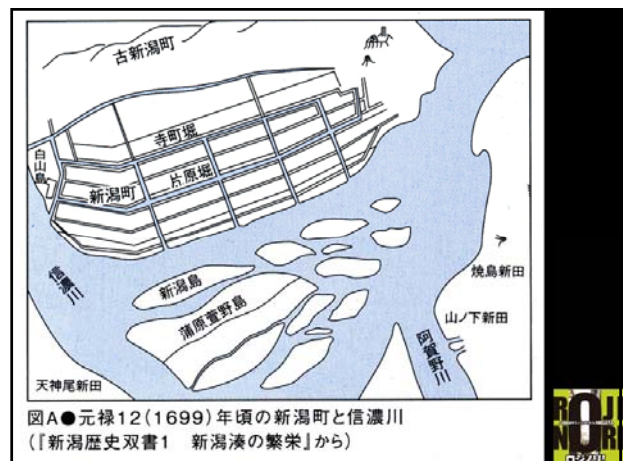 古新潟町
寺町堀
白山島
新潟町
片原堀
信濃川
新潟島
蒲原萱野島
焼島新田
山ノ下新田
阿賀野川
天神尾新田
図A●元禄12(1699)年頃の新潟町と信濃川
(『新潟歴史双書1 新潟湊の繁栄』から)
ROJI
NORI